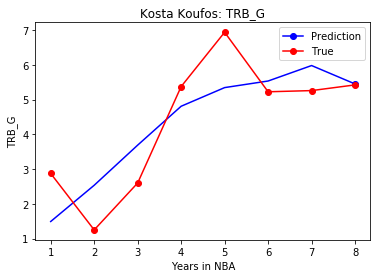 Kosta Koufos: TRB_G
Prediction
True
7
6
5
4
3
2
1
TRB_G
1 2 3 4 5 6 7 8
Years in NBA